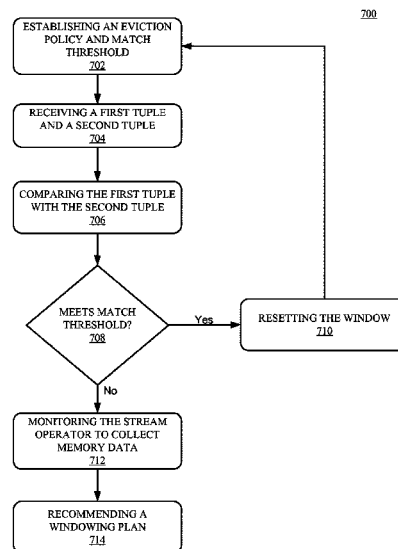 700
ESTABLISHING AN EVICTION
POLICY AND MATCH
THRESHOLD
702
RECEIVING A FIRST TUPLE
AND A SECOND TUPLE
704
COMPARING THE FIRST TUPLE
WITH THE SECOND TUPLE
706
MEETS MATCH
THRESHOLD?
708
Yes
RESETTING THE WINDOW
710
No
MONITORING THE STREAM
OPERATOR TO COLLECT
MEMORY DATA
712
RECOMMENDING A
WINDOWING PLAN
714